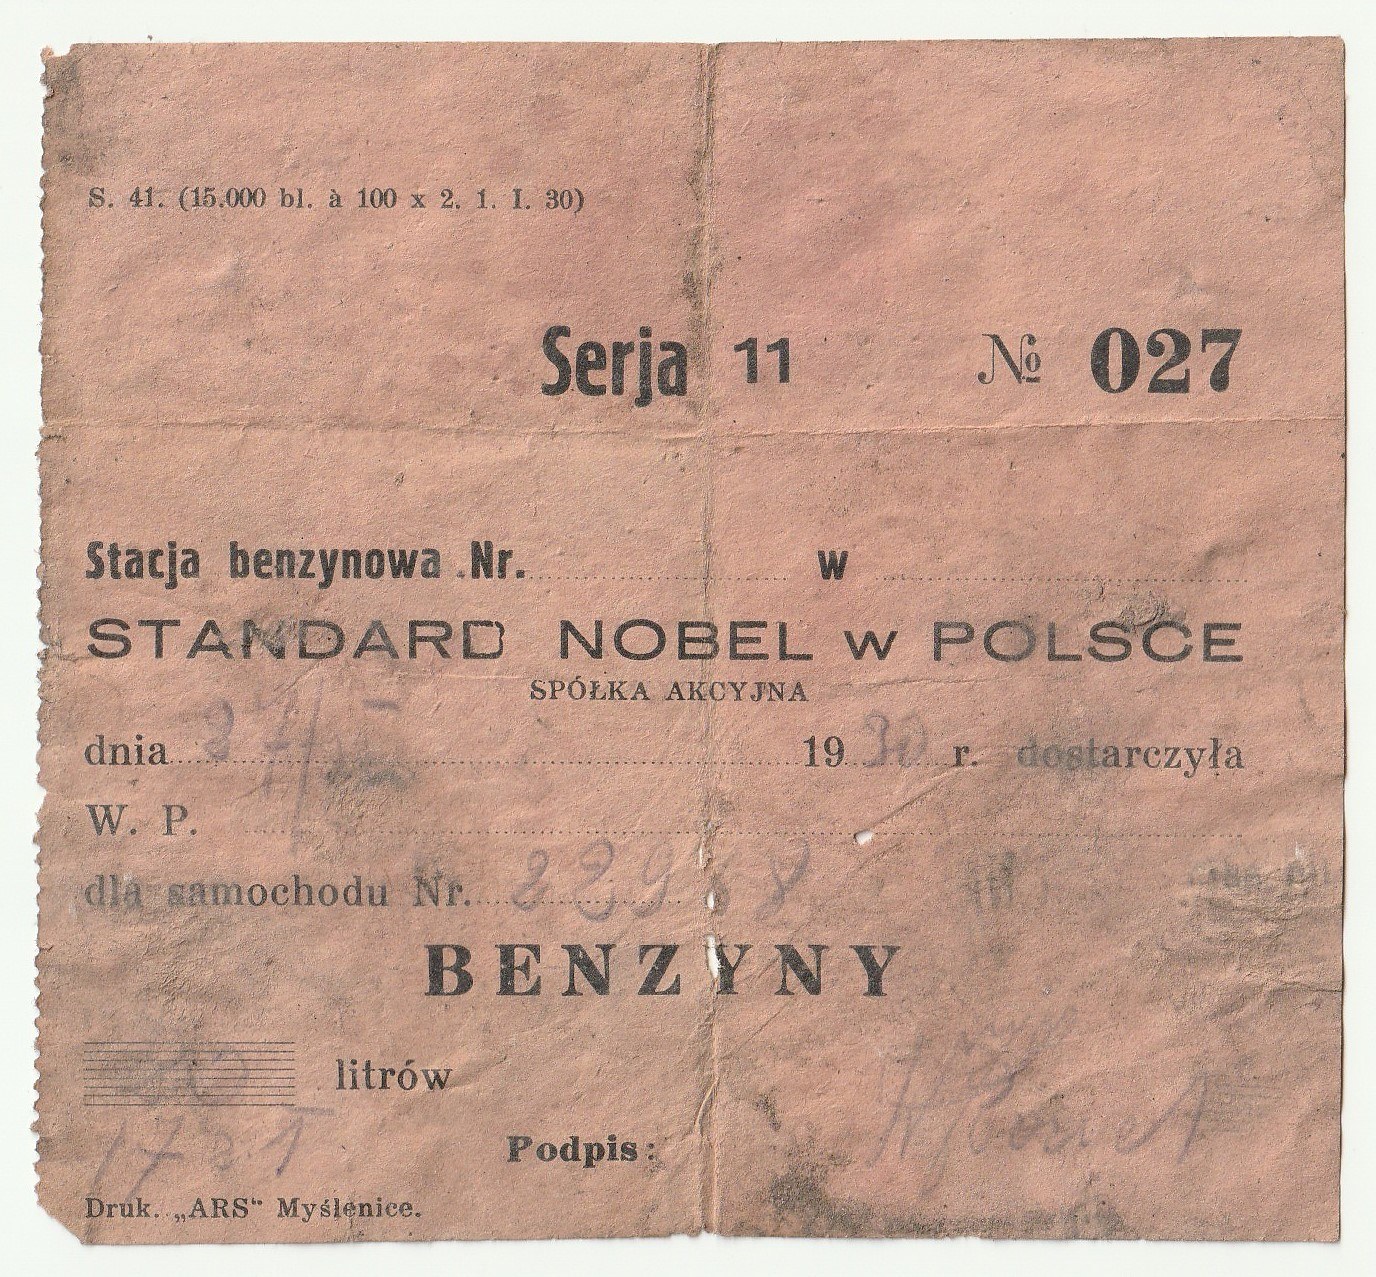 S. 41. (15.000 bl. à 100 x 2. 1. I. 30)
Serja 11 № 027
Stacja benzynowa Nr. w
STANDARD NOBEL w POLSCE
SPÓŁKA AKCYJNA
dnia 19 30 r. dostarczyła
W. P.
dla samochodu Nr.
BENZYNY
litrów
Podpis:
Druk. „ARS“ Myślenice.